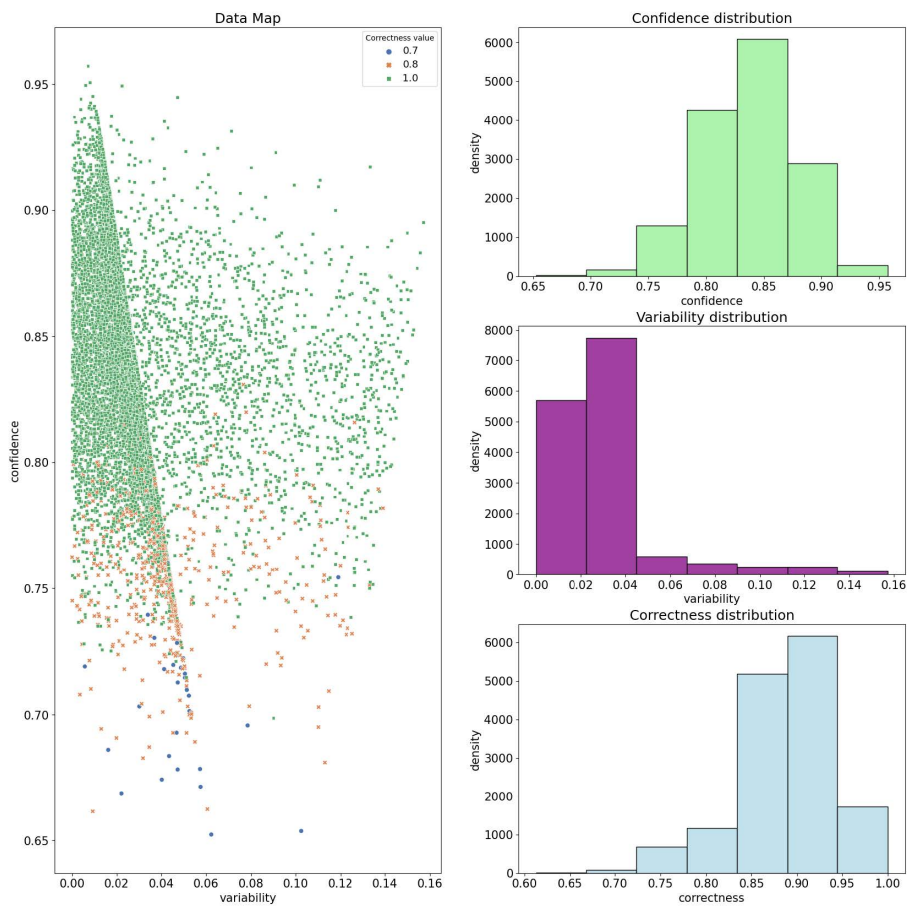 Data Map
Correctness value
0.7
0.8
1.0
0.95
0.90
0.85
0.80
0.75
0.70
0.65
confidence
0.00 0.02 0.04 0.06 0.08 0.10 0.12 0.14 0.16
variability
Confidence distribution
6000
5000
4000
3000
2000
1000
0
density
0.65 0.70 0.75 0.80 0.85 0.90 0.95
confidence
Variability distribution
8000
7000
6000
5000
4000
3000
2000
1000
0
density
0.00 0.02 0.04 0.06 0.08 0.10 0.12 0.14 0.16
variability
Correctness distribution
6000
5000
4000
3000
2000
1000
0
density
0.60 0.65 0.70 0.75 0.80 0.85 0.90 0.95 1.00
correctness